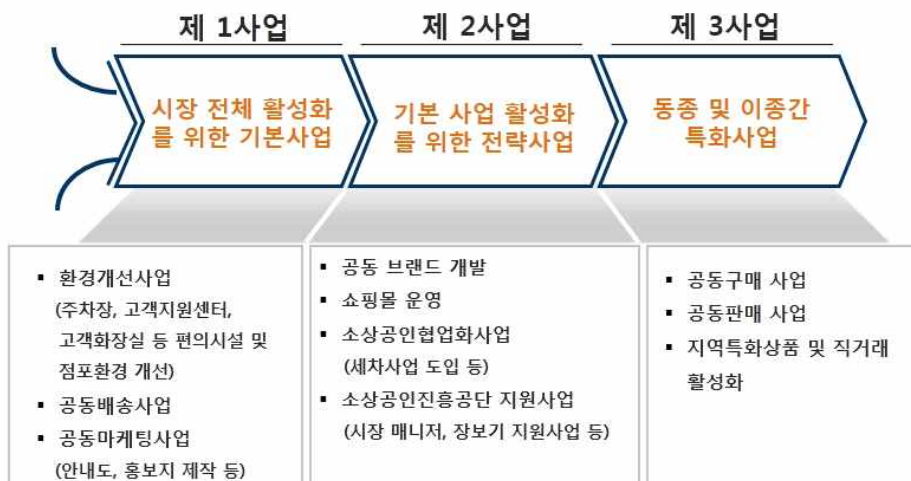 제 1사업
제 2사업
제 3사업
시장 전체 활성화
를 위한 기본사업
기본 사업 활성화
를 위한 전략사업
동종 및 이종간
특화사업
▪ 환경개선사업
(주차장, 고객지원센터,
고객화장실 등 편의시설 및
점포환경 개선)
▪ 공동배송사업
▪ 공동마케팅사업
(안내도, 홍보지 제작 등)
▪ 공동 브랜드 개발
▪ 쇼핑몰 운영
▪ 소상공인협업화사업
(세차사업 도입 등)
▪ 소상공인진흥공단 지원사업
(시장 매니저, 장보기 지원사업 등)
▪ 공동구매 사업
▪ 공동판매 사업
▪ 지역특화상품 및 직거래
활성화